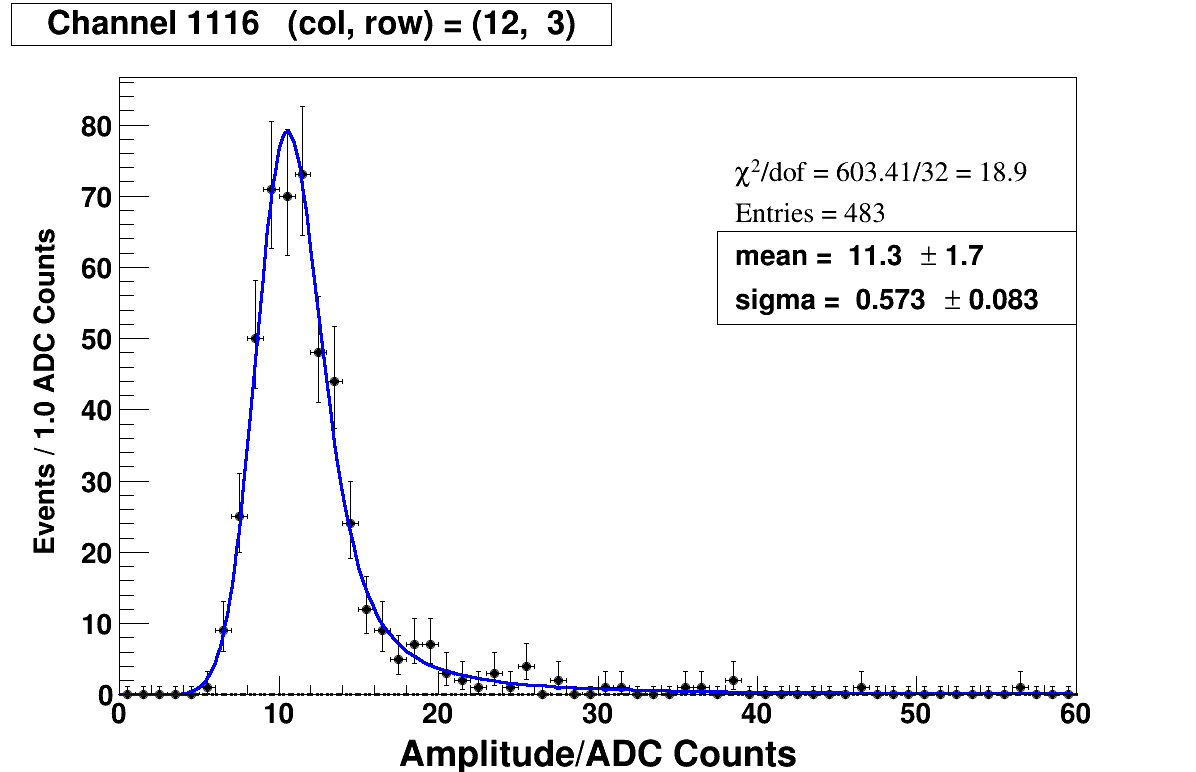 Channel 1116 (col, row) = (12, 3)
χ²/dof = 603.41/32 = 18.9
Entries = 483
mean = 11.3 ± 1.7
sigma = 0.573 ± 0.083
Events / 1.0 ADC Counts
80
70
60
50
40
30
20
10
0
0 10 20 30 40 50 60
Amplitude/ADC Counts